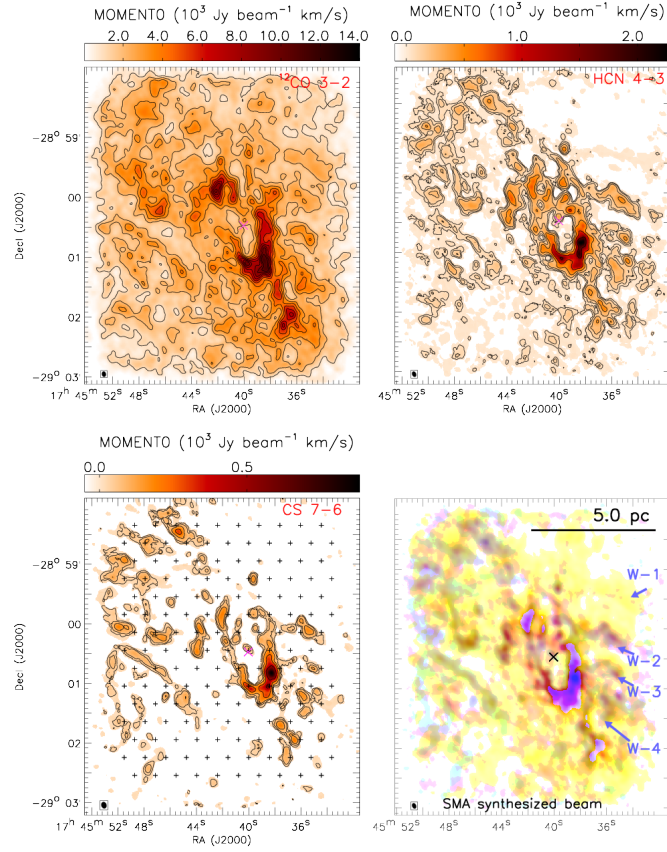 MOMENT0 (10³ Jy beam⁻¹ km/s)
2.0 4.0 6.0 8.0 10.0 12.0 14.0
¹²CO 3-2
-28° 59
00
01
02
-29° 03
Decl (J2000)
17ʰ 45ᵐ 52ˢ 48ˢ 44ˢ 40ˢ 36ˢ
RA (J2000)
MOMENT0 (10³ Jy beam⁻¹ km/s)
0.0 1.0 2.0
HCN 4-3
45ᵐ 52ˢ 48ˢ 44ˢ 40ˢ 36ˢ
RA (J2000)
MOMENT0 (10³ Jy beam⁻¹ km/s)
0.0 0.5
CS 7-6
-28° 59
00
01
02
-29° 03
Decl (J2000)
17ʰ 45ᵐ 52ˢ 48ˢ 44ˢ 40ˢ 36ˢ
RA (J2000)
5.0 pc
W-1
W-2
W-3
W-4
SMA synthesized beam
45ᵐ 52ˢ 48ˢ 44ˢ 40ˢ 36ˢ